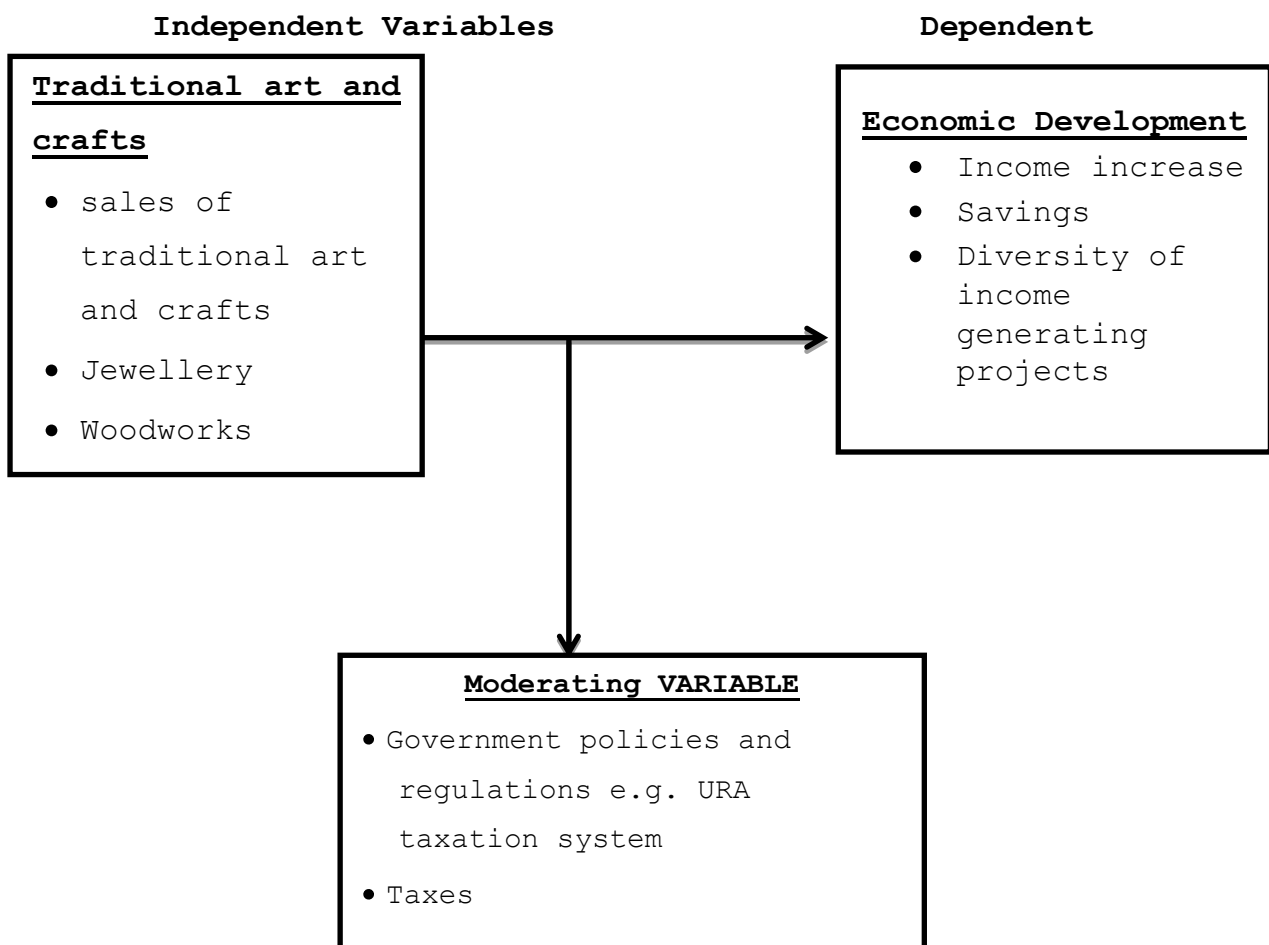 Independent Variables
Dependent
Traditional art and
crafts
• sales of
traditional art
and crafts
• Jewellery
• Woodworks
Economic Development
• Income increase
• Savings
• Diversity of
income
generating
projects
Moderating VARIABLE
• Government policies and
regulations e.g. URA
taxation system
• Taxes